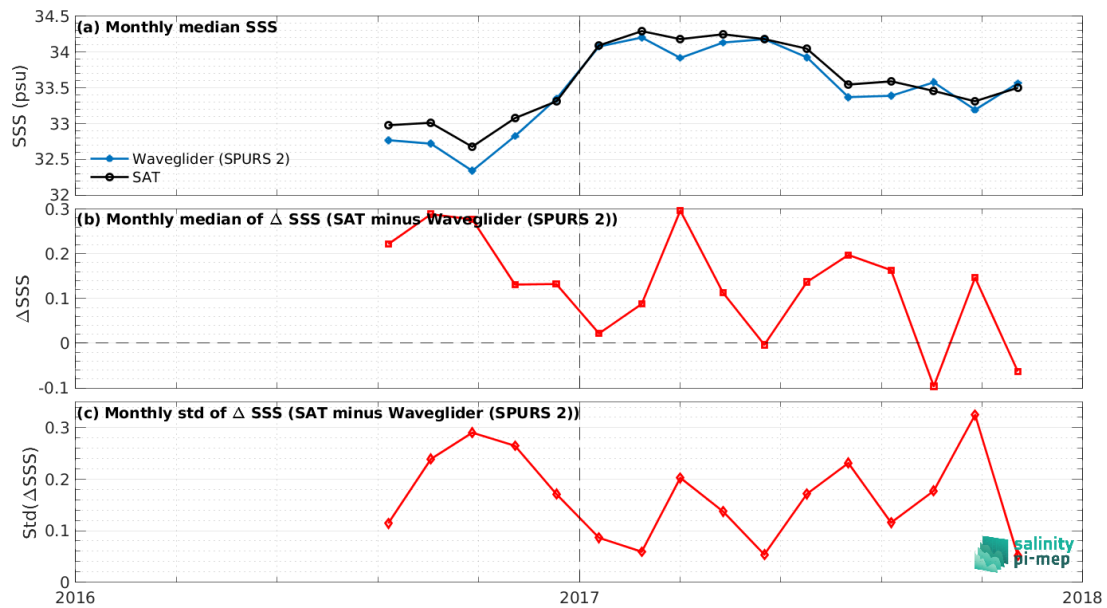 (a) Monthly median SSS
34.5
34
33.5
33
32.5
32
SSS (psu)
Waveglider (SPURS 2)
SAT
(b) Monthly median of Δ SSS (SAT minus Waveglider (SPURS 2))
0.3
0.2
0.1
0
-0.1
ΔSSS
(c) Monthly std of Δ SSS (SAT minus Waveglider (SPURS 2))
0.3
0.2
0.1
0
Std(ΔSSS)
salinity
pi-mep
2016
2017
2018